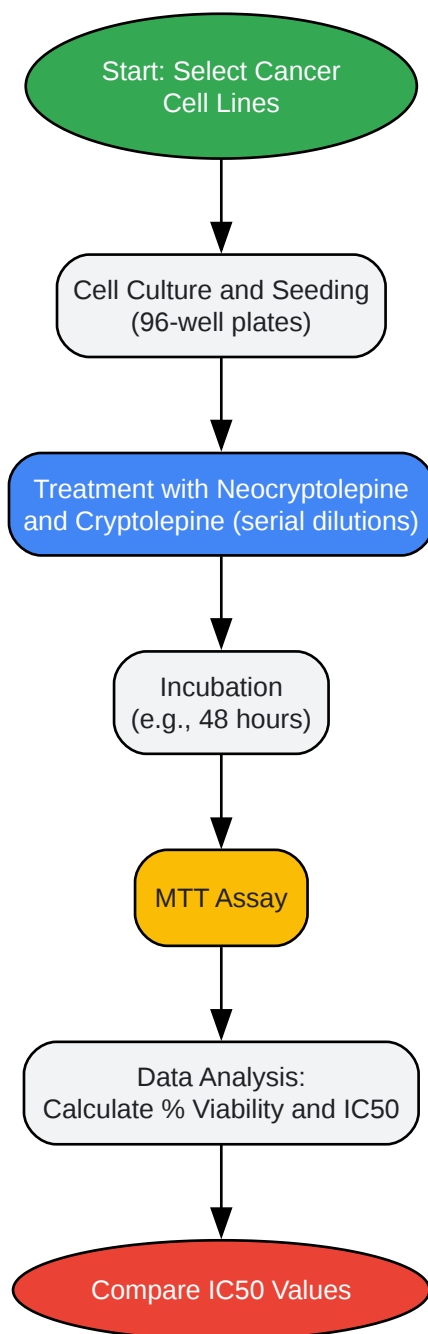 Start: Select Cancer
Cell Lines
Cell Culture and Seeding
(96-well plates)
Treatment with Neocryptolepine
and Cryptolepine (serial dilutions)
Incubation
(e.g., 48 hours)
MTT Assay
Data Analysis:
Calculate % Viability and IC50
Compare IC50 Values